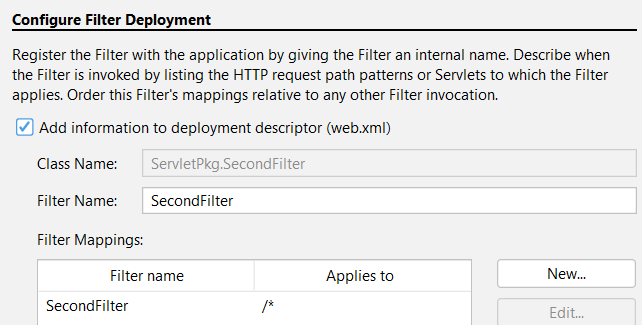 Configure Filter Deployment
Register the Filter with the application by giving the Filter an internal name. Describe when
the Filter is invoked by listing the HTTP request path patterns or Servlets to which the Filter
applies. Order this Filter's mappings relative to any other Filter invocation.
Add information to deployment descriptor (web.xml)
Class Name: ServletPkg.SecondFilter
Filter Name: SecondFilter
Filter Mappings:
Filter name Applies to New...
SecondFilter /* Edit...